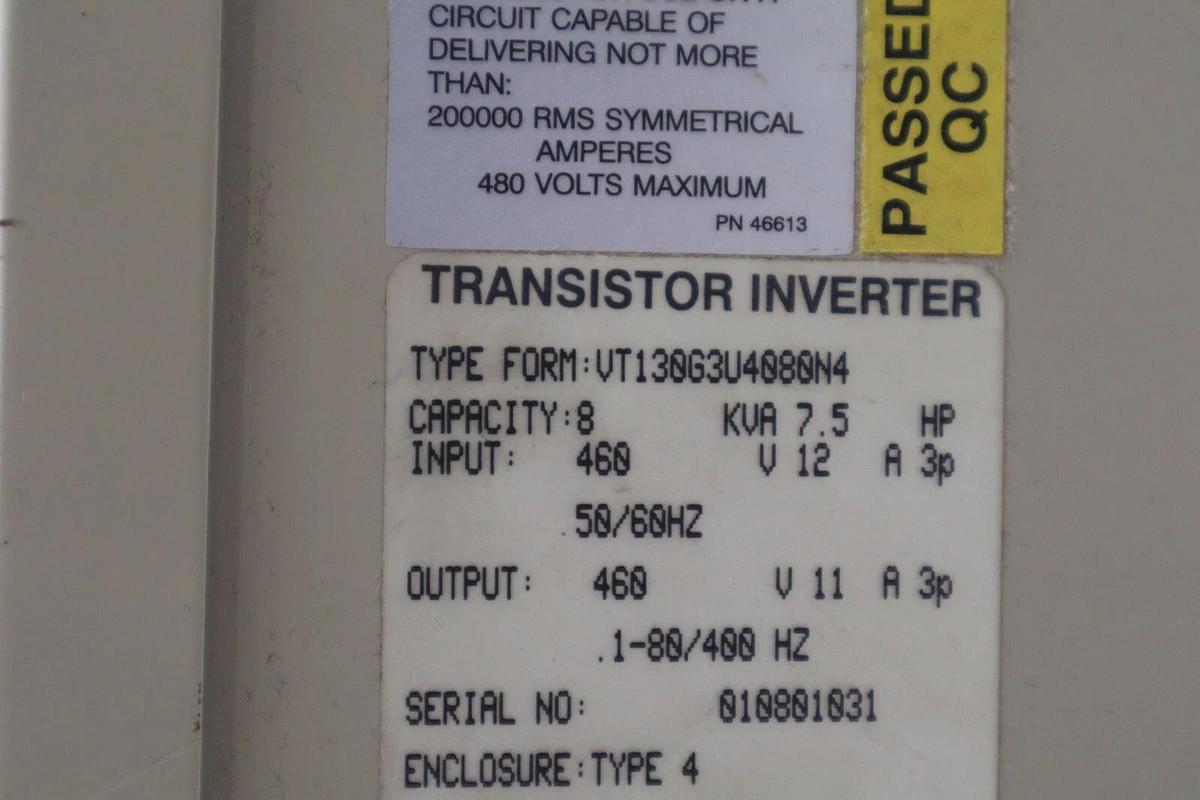 CIRCUIT CAPABLE OF
DELIVERING NOT MORE
THAN:
200000 RMS SYMMETRICAL
AMPERES
480 VOLTS MAXIMUM
PN 46613
PASSED
QC
TRANSISTOR INVERTER
TYPE FORM:VT130G3U4080N4
CAPACITY:8 KVA 7.5 HP
INPUT: 460 V 12 A 3p
50/60HZ
OUTPUT: 460 V 11 A 3p
.1-80/400 HZ
SERIAL NO: 010801031
ENCLOSURE:TYPE 4